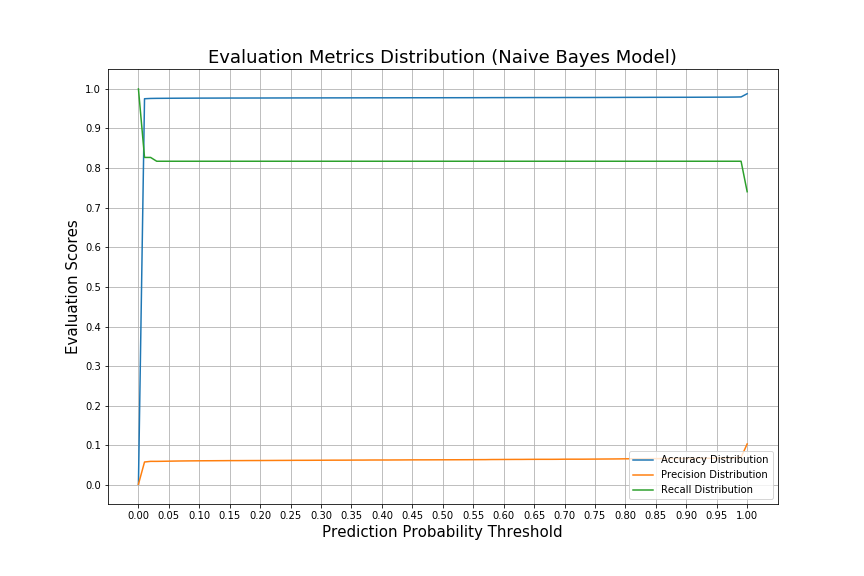 Evaluation Metrics Distribution (Naive Bayes Model)
Evaluation Scores
1.0
0.9
0.8
0.7
0.6
0.5
0.4
0.3
0.2
0.1
0.0
Accuracy Distribution
Precision Distribution
Recall Distribution
0.00 0.05 0.10 0.15 0.20 0.25 0.30 0.35 0.40 0.45 0.50 0.55 0.60 0.65 0.70 0.75 0.80 0.85 0.90 0.95 1.00
Prediction Probability Threshold